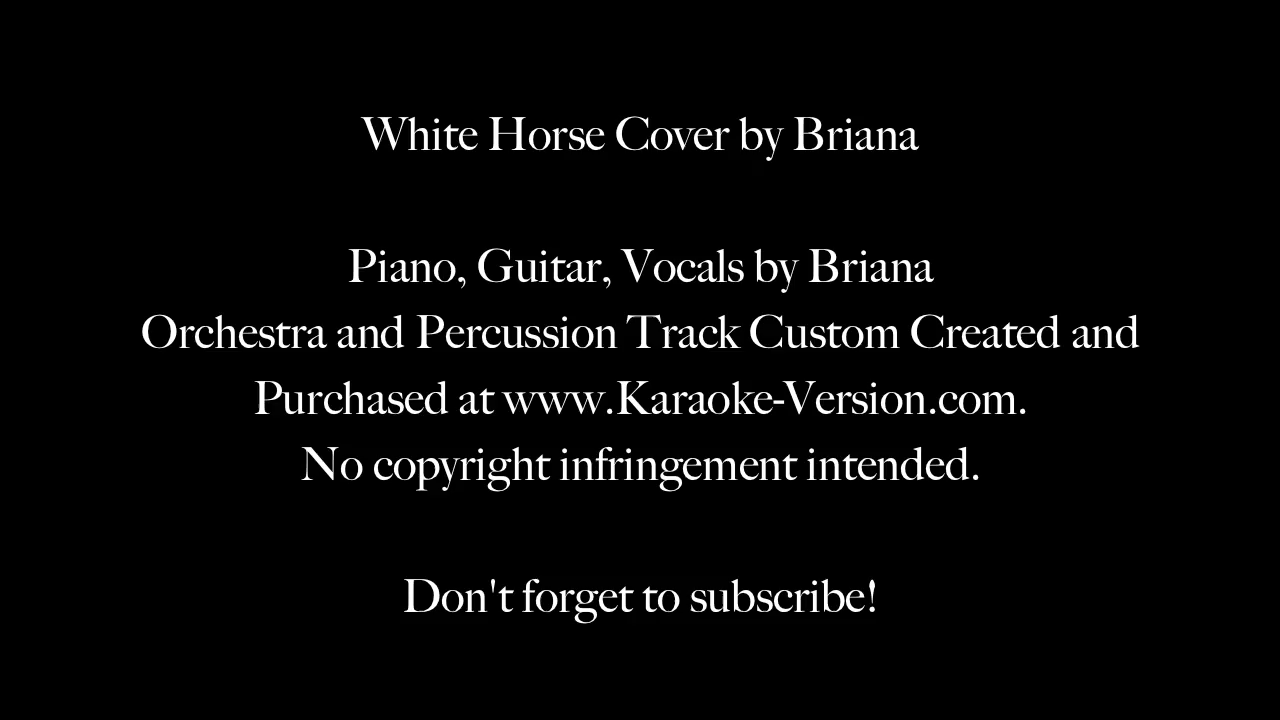 White Horse Cover by Briana
Piano, Guitar, Vocals by Briana
Orchestra and Percussion Track Custom Created and
Purchased at www.Karaoke-Version.com.
No copyright infringement intended.
Don't forget to subscribe!